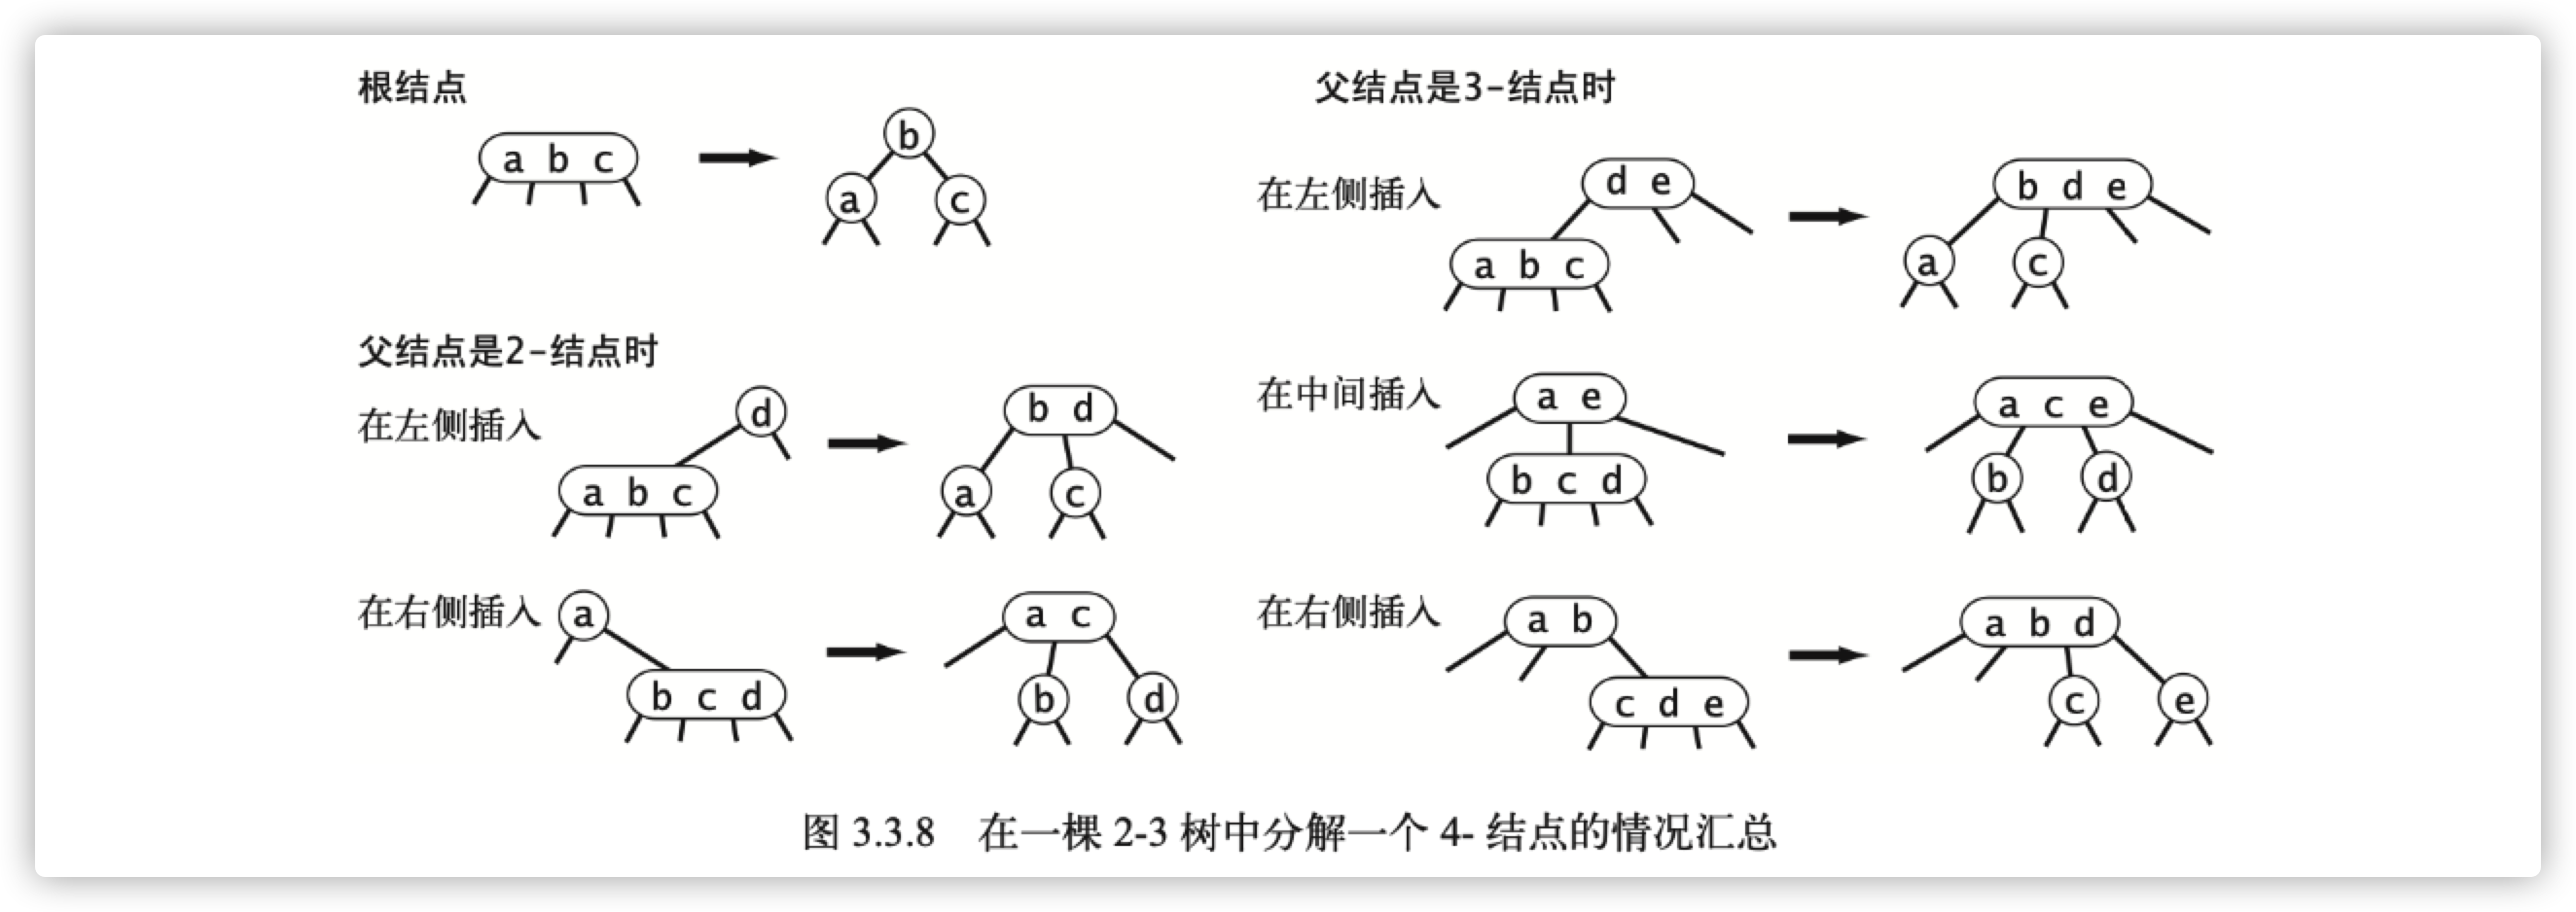 根结点
a b c
b
a
c
父结点是2-结点时
在左侧插入
d
a b c
b d
a
c
在右侧插入
a
b c d
a c
b
d
父结点是3-结点时
在左侧插入
d e
a b c
b d e
a
c
在中间插入
a e
b c d
a c e
b
d
在右侧插入
a b
c d e
a b d
c
e
图 3.3.8 在一棵 2-3 树中分解一个 4- 结点的情况汇总